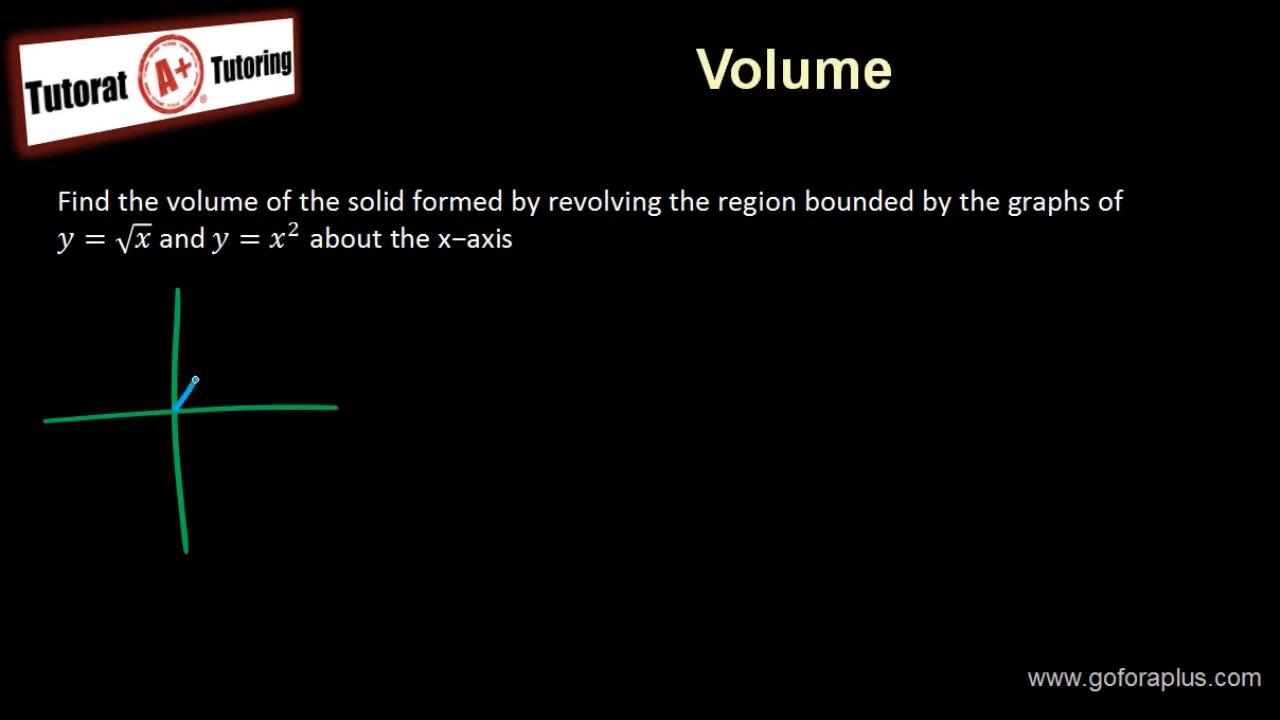 Tutorat A+ Tutoring ®
Volume
Find the volume of the solid formed by revolving the region bounded by the graphs of
y = √x and y = x² about the x−axis
www.goforaplus.com